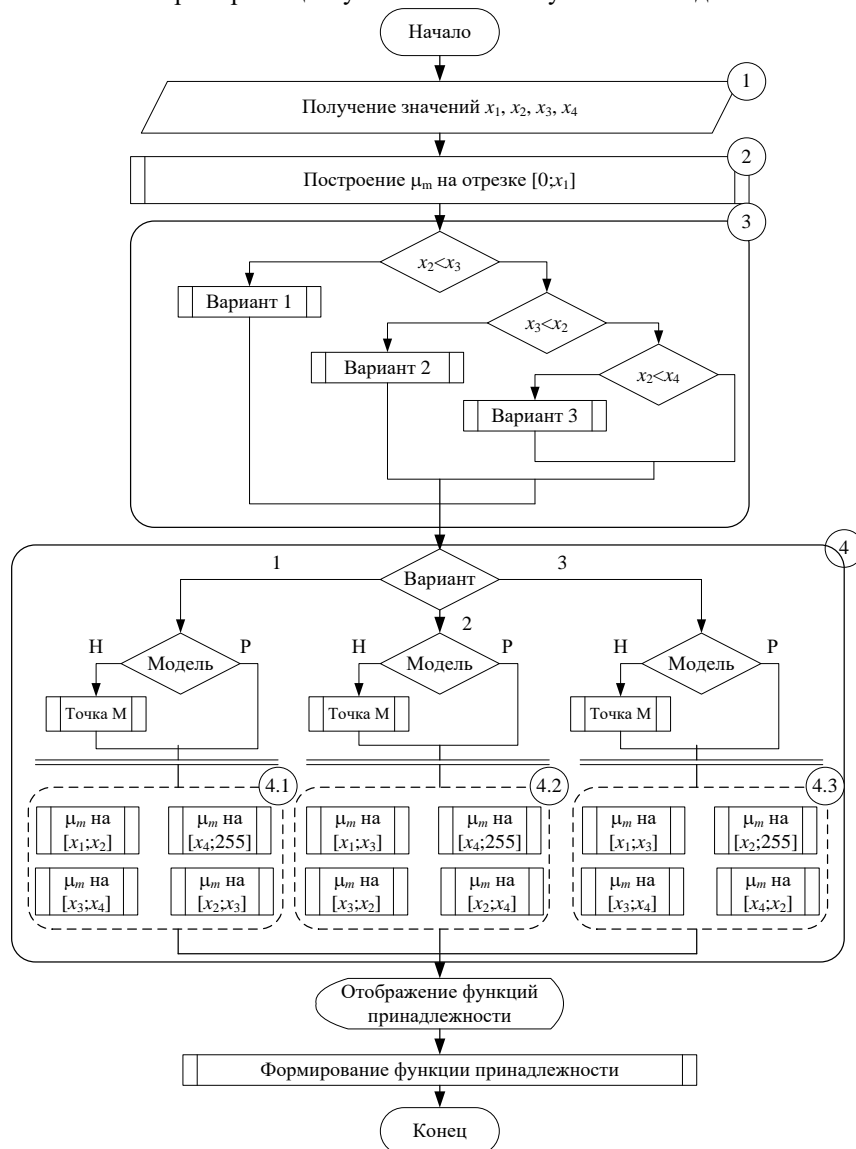 Начало
1
Получение значений x₁, x₂, x₃, x₄
2
Построение μₘ на отрезке [0;x₁]
3
x₂<x₃
Вариант 1
x₃<x₂
Вариант 2
x₂<x₄
Вариант 3
4
1
Вариант
3
2
Н
Модель
Р
Н
Модель
Р
Н
Модель
Р
Точка М
Точка М
Точка М
4.1
4.2
4.3
μₘ на
[x₁;x₂]
μₘ на
[x₄;255]
μₘ на
[x₁;x₃]
μₘ на
[x₄;255]
μₘ на
[x₁;x₃]
μₘ на
[x₂;255]
μₘ на
[x₃;x₄]
μₘ на
[x₂;x₃]
μₘ на
[x₃;x₂]
μₘ на
[x₂;x₄]
μₘ на
[x₃;x₄]
μₘ на
[x₄;x₂]
Отображение функций
принадлежности
Формирование функции принадлежности
Конец